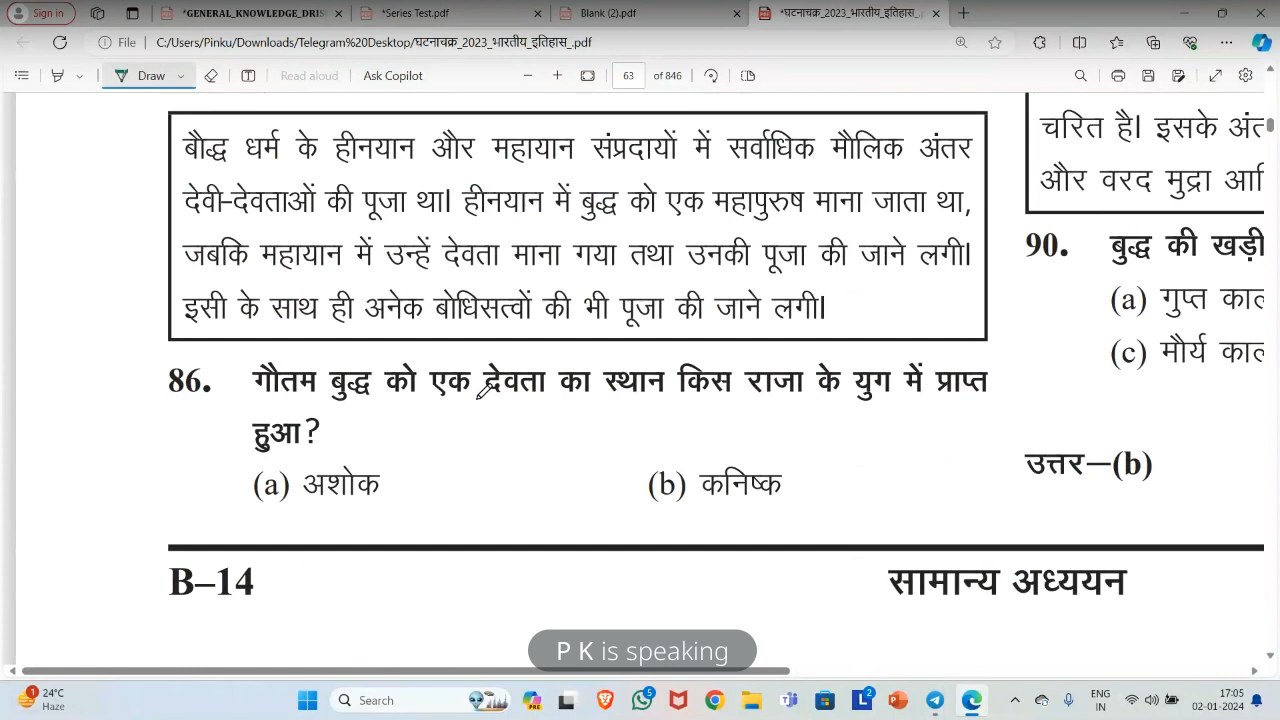 Sign in
*GENERAL_KNOWLEDGE_DRIS
*Series Test.pdf
Blank (2).pdf
*घटनाचक्र_2023_भारतीय_इतिहास_.p
File
C:/Users/Pinku/Downloads/Telegram%20Desktop/घटनाचक्र_2023_भारतीय_इतिहास_.pdf
Draw
Read aloud
Ask Copilot
63 of 846
बौद्ध धर्म के हीनयान और महायान संप्रदायों में सर्वाधिक मौलिक अंतर
देवी-देवताओं की पूजा था। हीनयान में बुद्ध को एक महापुरुष माना जाता था,
जबकि महायान में उन्हें देवता माना गया तथा उनकी पूजा की जाने लगी।
इसी के साथ ही अनेक बोधिसत्वों की भी पूजा की जाने लगी।
86. गौतम बुद्ध को एक देवता का स्थान किस राजा के युग में प्राप्त
हुआ?
(a) अशोक (b) कनिष्क
चरित है। इसके अंत
और वरद मुद्रा आदि
90. बुद्ध की खड़ी
(a) गुप्त काल
(c) मौर्य काल
उत्तर–(b)
B–14 सामान्य अध्ययन
P K is speaking
24°C
Haze
Search
ENG
IN
17:05
02-01-2024